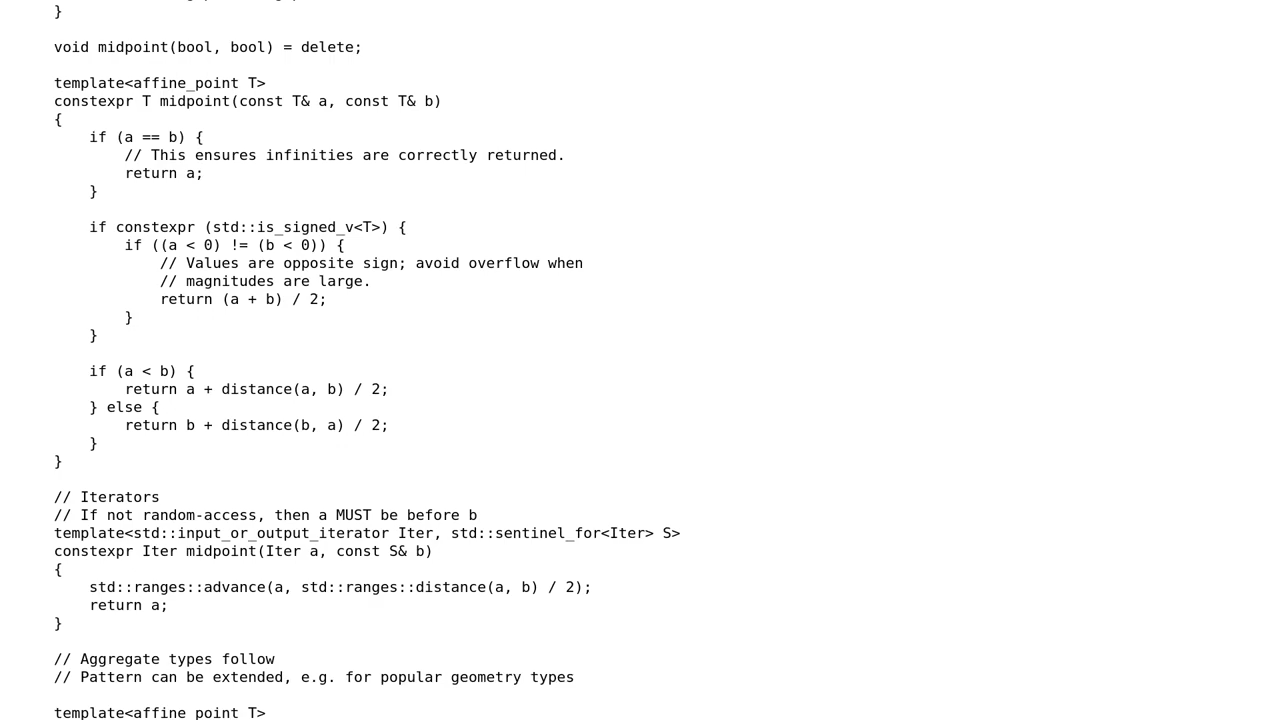 }
void midpoint(bool, bool) = delete;
template<affine_point T>
constexpr T midpoint(const T& a, const T& b)
{
    if (a == b) {
        // This ensures infinities are correctly returned.
        return a;
    }
    if constexpr (std::is_signed_v<T>) {
        if ((a < 0) != (b < 0)) {
            // Values are opposite sign; avoid overflow when
            // magnitudes are large.
            return (a + b) / 2;
        }
    }
    if (a < b) {
        return a + distance(a, b) / 2;
    } else {
        return b + distance(b, a) / 2;
    }
}
// Iterators
// If not random-access, then a MUST be before b
template<std::input_or_output_iterator Iter, std::sentinel_for<Iter> S>
constexpr Iter midpoint(Iter a, const S& b)
{
    std::ranges::advance(a, std::ranges::distance(a, b) / 2);
    return a;
}
// Aggregate types follow
// Pattern can be extended, e.g. for popular geometry types
template<affine_point T>